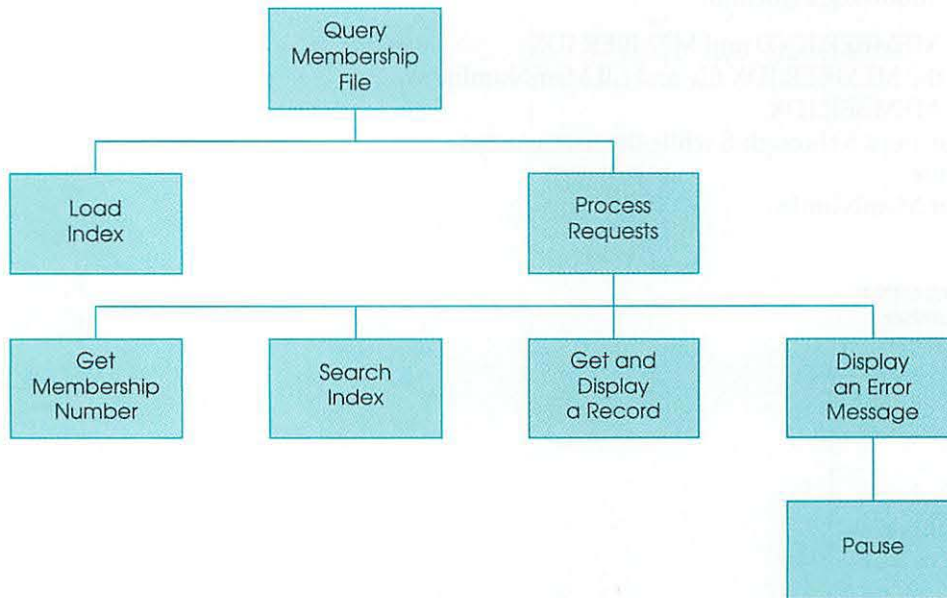 Query
Membership
File
Load
Index
Process
Requests
Get
Membership
Number
Search
Index
Get and
Display
a Record
Display
an Error
Message
Pause